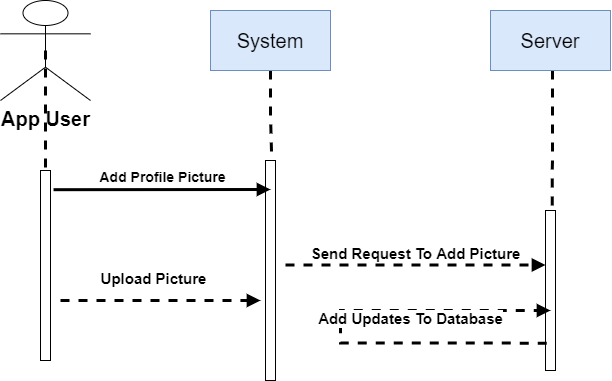 System
Server
App User
Add Profile Picture
Send Request To Add Picture
Upload Picture
Add Updates To Database